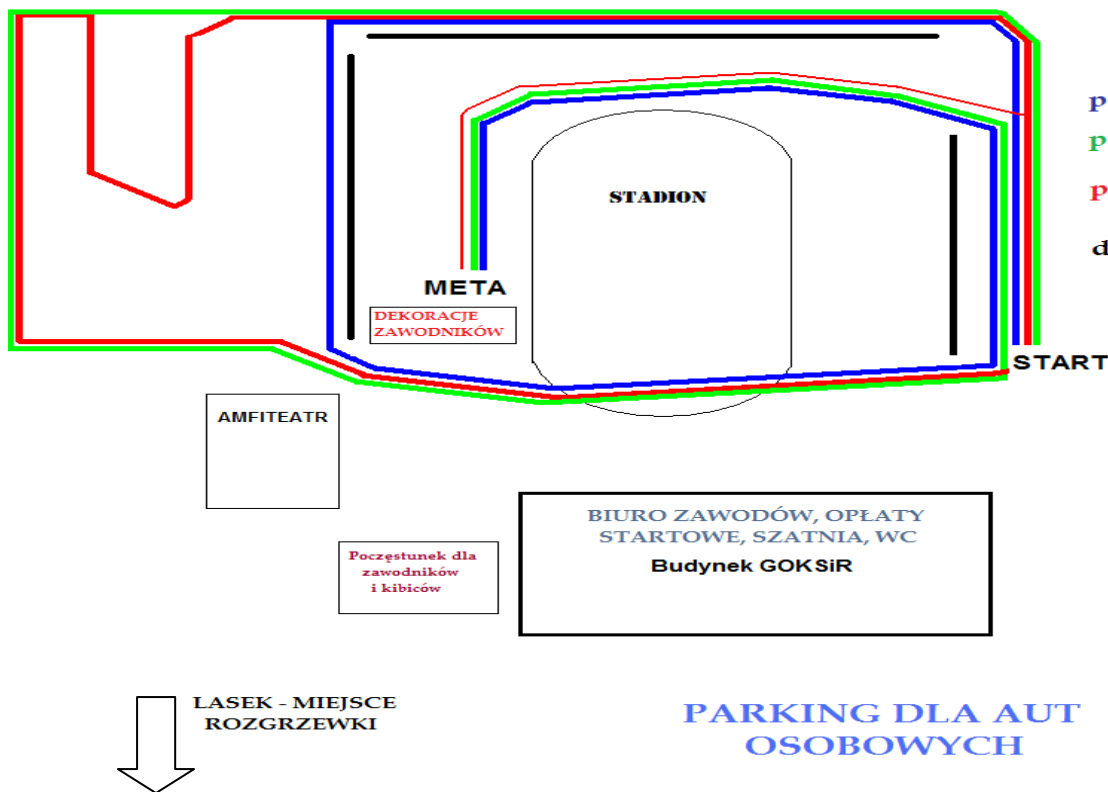 p
p
p
d
STADION
META
DEKORACJE
ZAWODNIKÓW
START
AMFITEATR
BIURO ZAWODÓW, OPŁATY
STARTOWE, SZATNIA, WC
Budynek GOKSiR
Poczęstunek dla
zawodników
i kibiców
LASEK - MIEJSCE
ROZGRZEWKI
PARKING DLA AUT
OSOBOWYCH